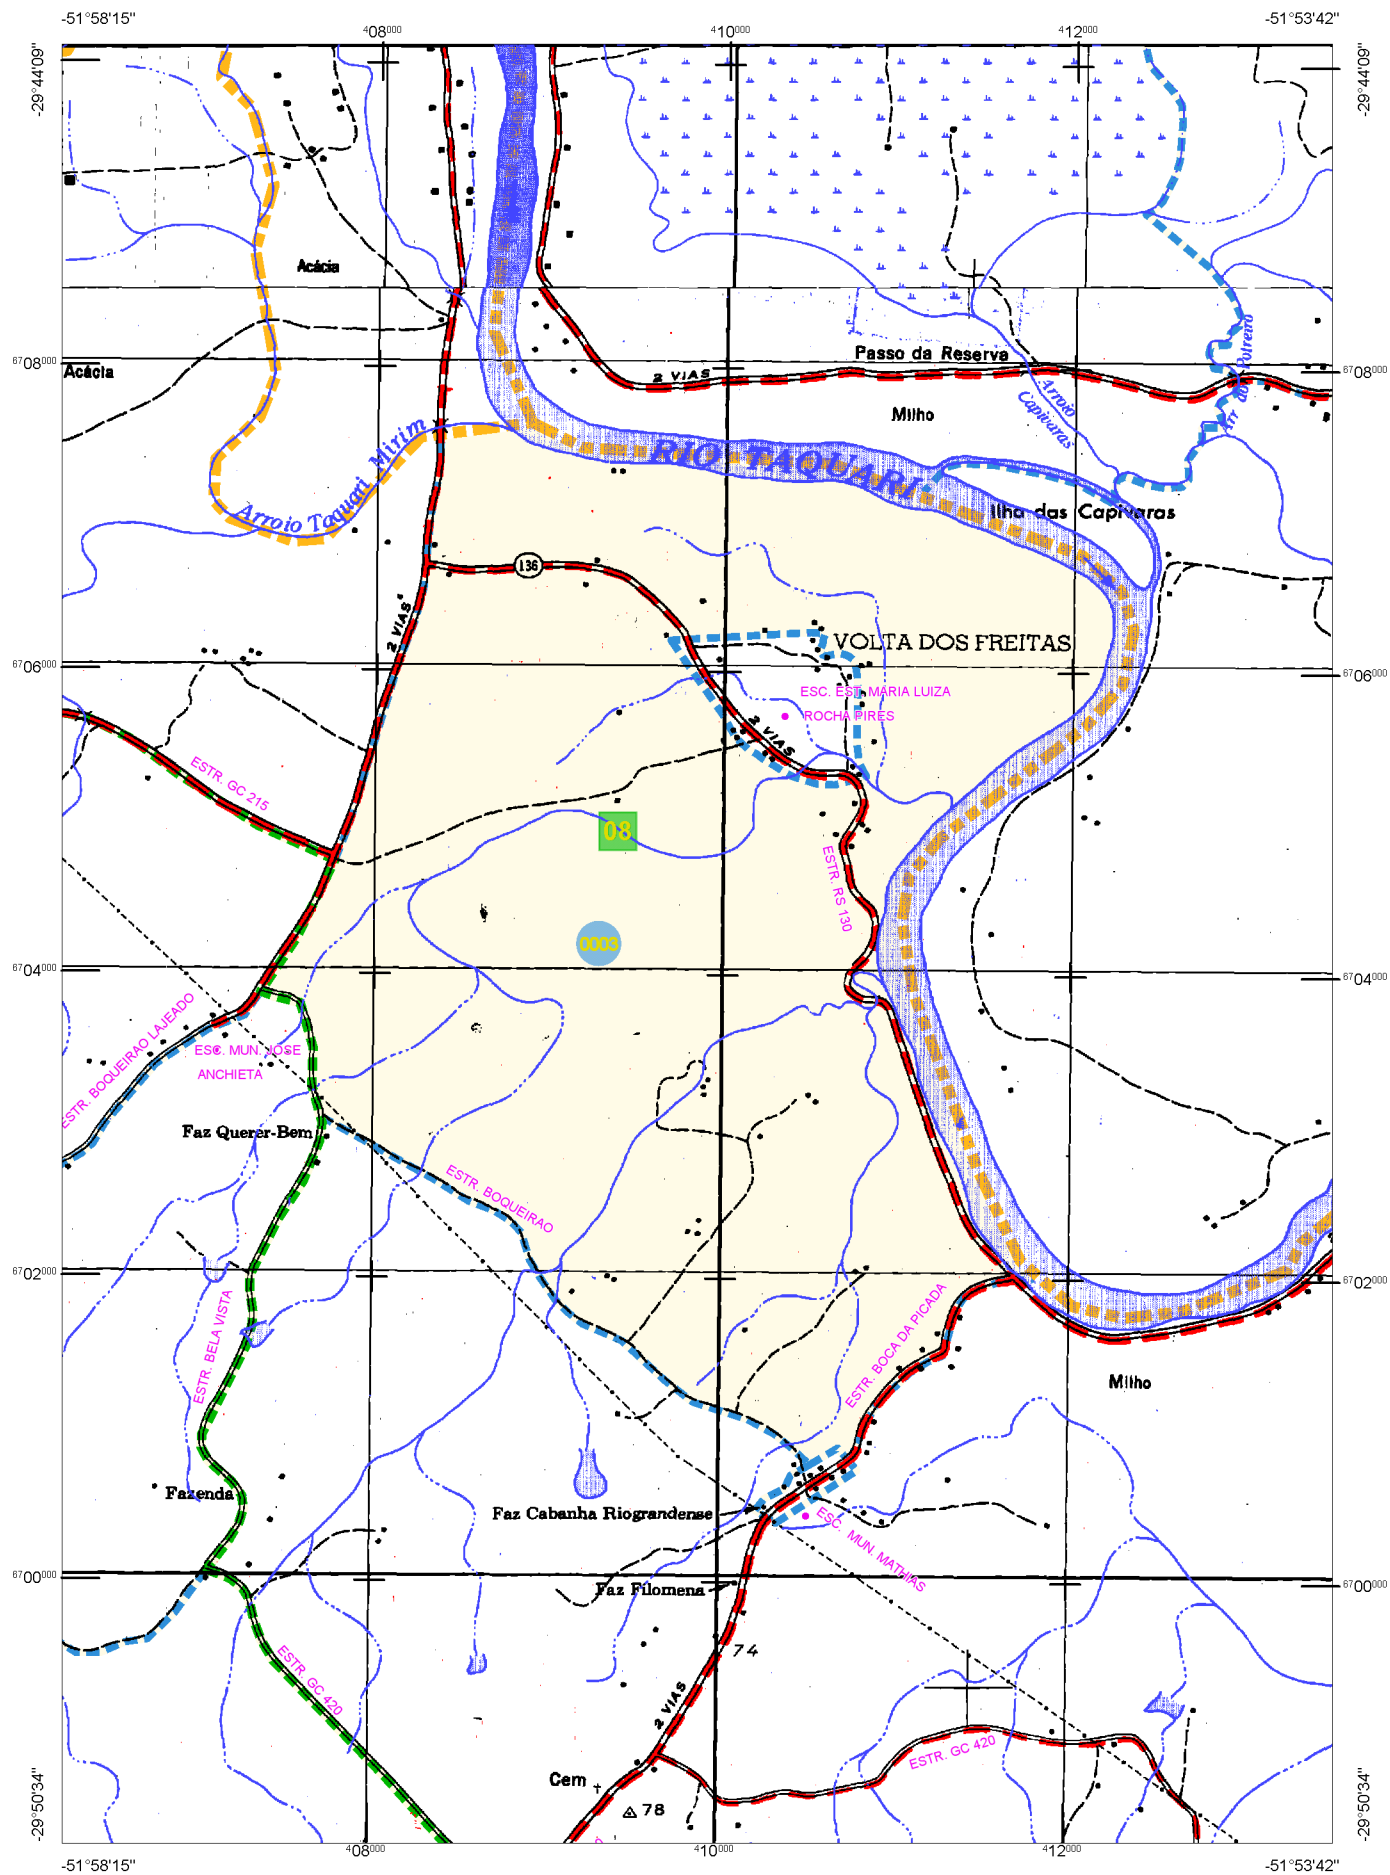 -51°58'15"
-51°53'42"
408000
410000
412000
-29°44'09"
-29°44'09"
Acácia
Passo da Reserva
6708000
6708000
Acácia
2 VIAS
Milho
Arroio
Capivaras
Arroio Taquari Mirim
RIO TAQUARI
Ilha das Capivaras
136
2 VIAS
VOLTA DOS FREITAS
6706000
6706000
ESC. EST. MARIA LUIZA
ROCHA PIRES
2 VIAS
ESTR. GC 215
08
ESTR. RS 130
0003
6704000
6704000
ESTR. BOQUEIRAO LAJEADO
ESC. MUN. JOSE
ANCHIETA
Faz Querer-Bem
ESTR. BOQUEIRAO
6702000
6702000
ESTR. BELA VISTA
ESTR. BOCA DA PICADA
Milho
Fazenda
Faz Cabanha Riograndense
ESC. MUN. MATHIAS
6700000
6700000
Faz Filomena
74
ESTR. GC 420
2 VIAS
ESTR. GC 420
Cem
78
-29°50'34"
-29°50'34"
408000
410000
412000
-51°58'15"
-51°53'42"